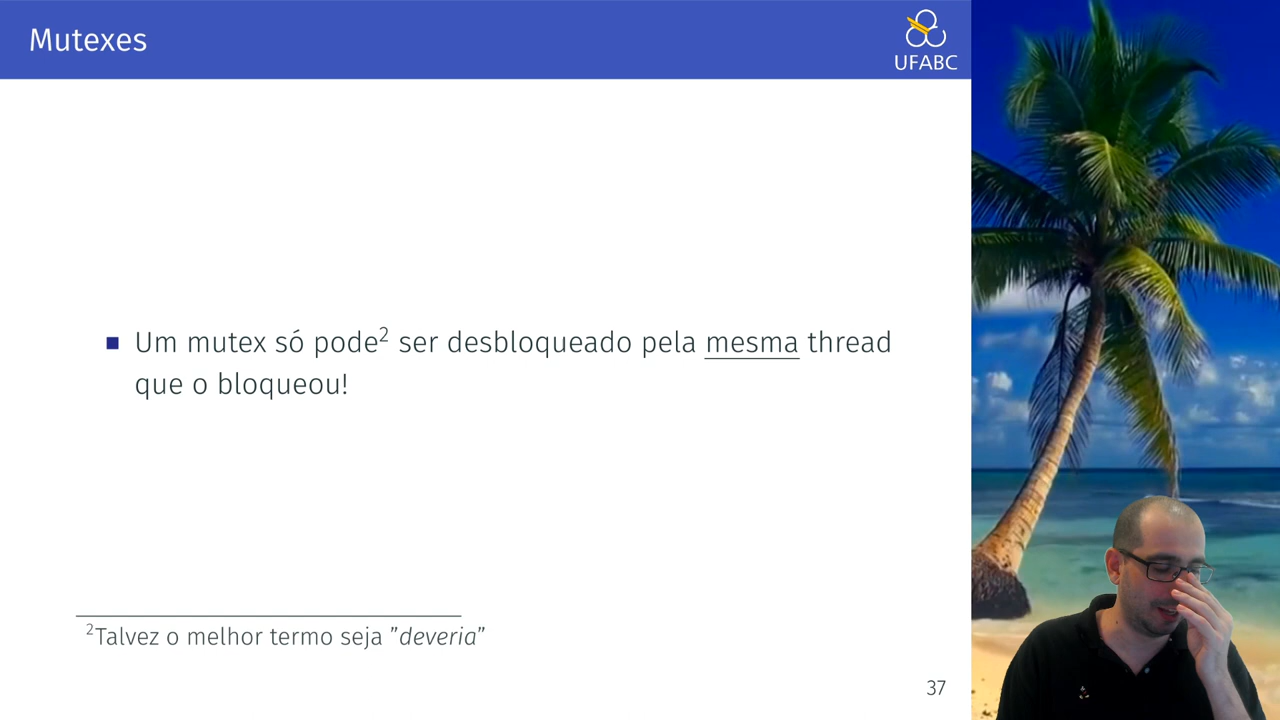 Mutexes
UFABC
Um mutex só pode² ser desbloqueado pela mesma thread
que o bloqueou!
²Talvez o melhor termo seja ”deveria”
37